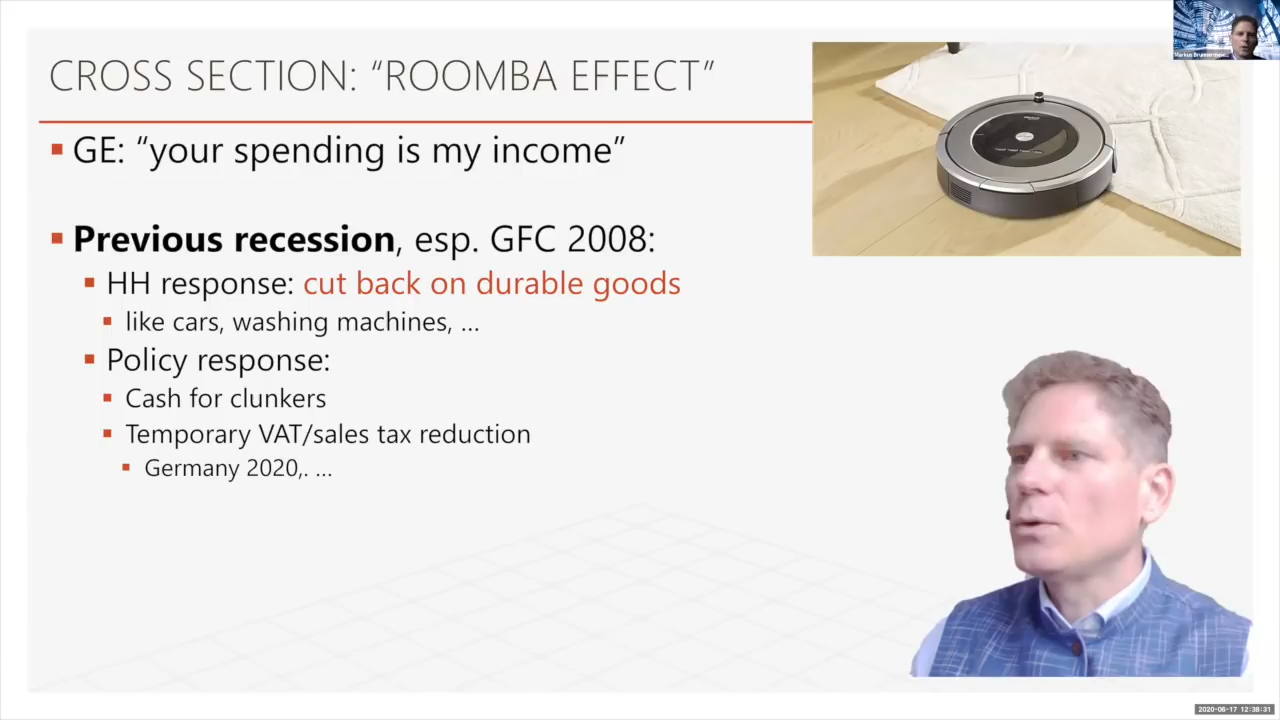 CROSS SECTION: “ROOMBA EFFECT”
GE: “your spending is my income”
Previous recession, esp. GFC 2008:
HH response: cut back on durable goods
like cars, washing machines, ...
Policy response:
Cash for clunkers
Temporary VAT/sales tax reduction
Germany 2020,. ...
2020-06-17 12:38:31